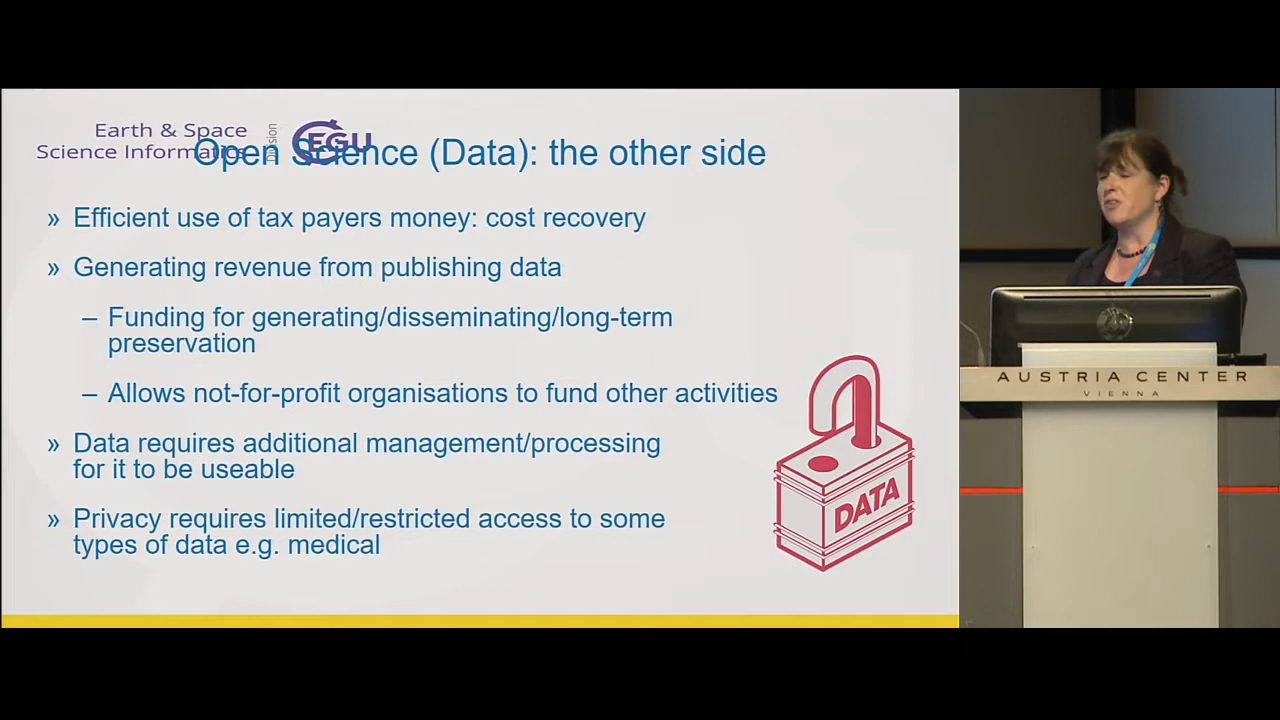 Earth & Space
Science Informatics
Division
EGU
Open Science (Data): the other side
» Efficient use of tax payers money: cost recovery
» Generating revenue from publishing data
– Funding for generating/disseminating/long-term
preservation
– Allows not-for-profit organisations to fund other activities
» Data requires additional management/processing
for it to be useable
» Privacy requires limited/restricted access to some
types of data e.g. medical
DATA
AUSTRIA CENTER
VIENNA